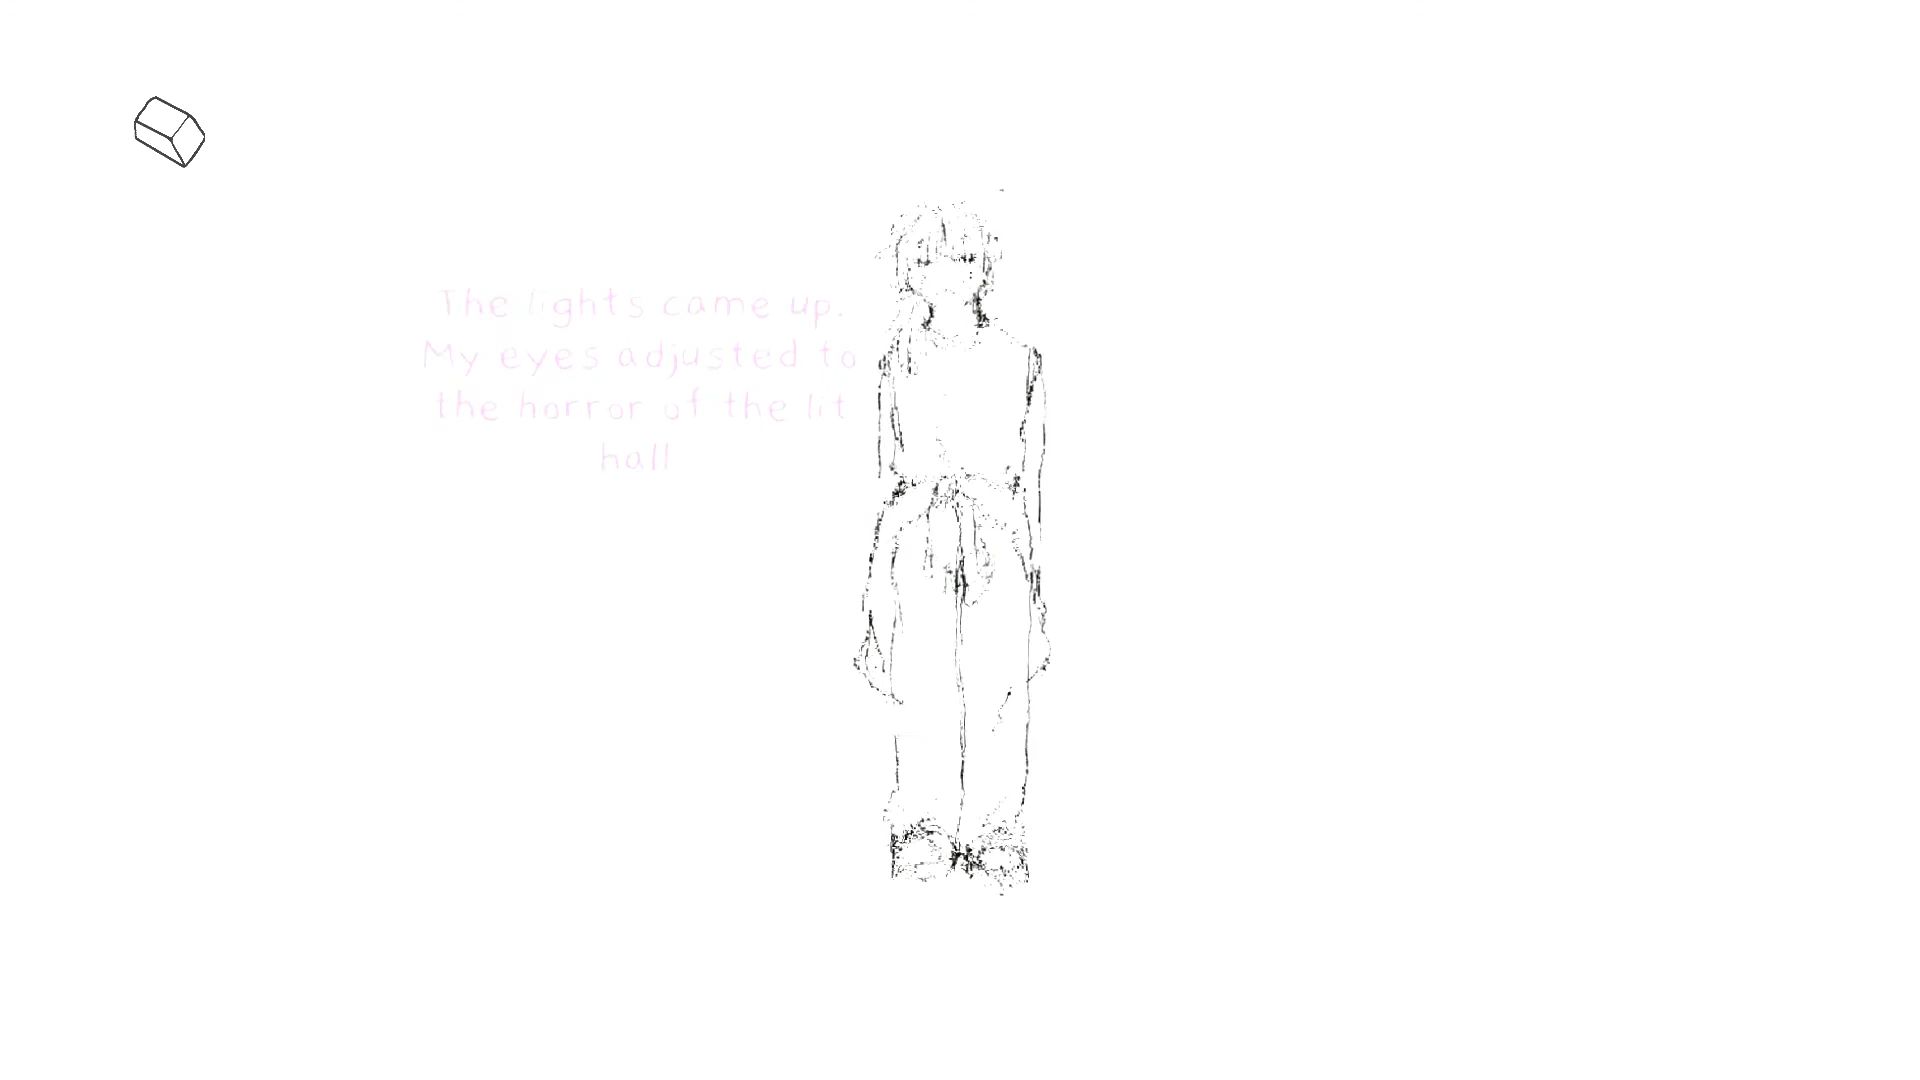 The lights came up.
My eyes adjusted to
the horror of the lit
hall